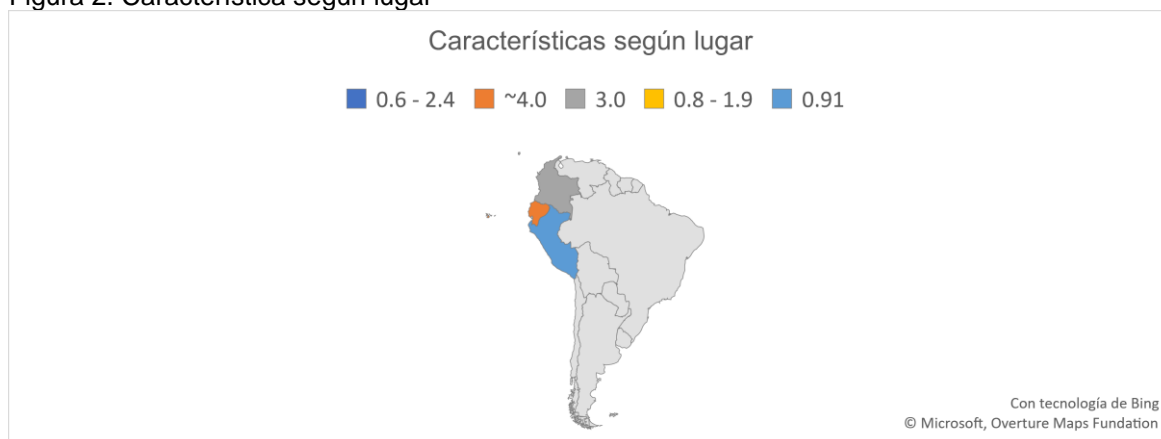 Figura 2. Característica según lugar
Características según lugar
0.6 - 2.4 ~4.0 3.0 0.8 - 1.9 0.91
Con tecnología de Bing
© Microsoft, Overture Maps Fundation